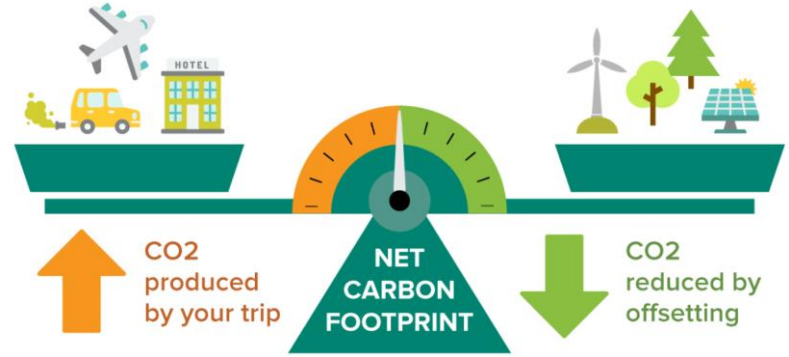 HOTEL
CO2
produced
by your trip
NET
CARBON
FOOTPRINT
CO2
reduced by
offsetting